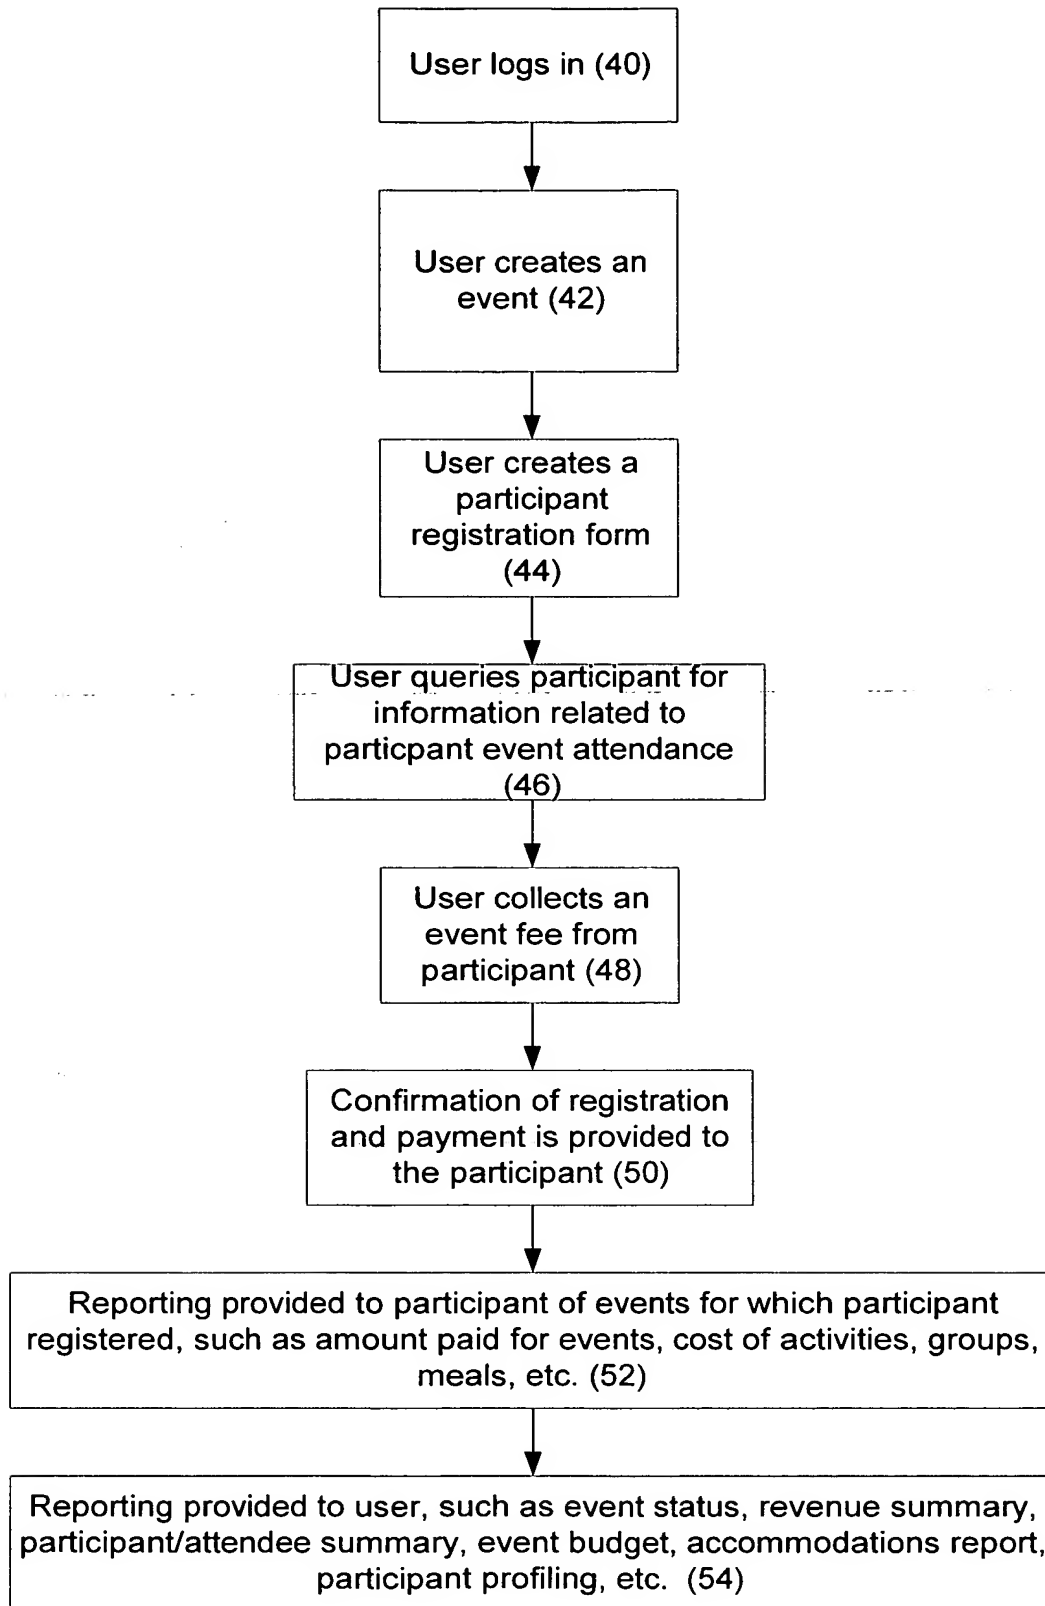 User logs in (40)
User creates an
event (42)
User creates a
participant
registration form
(44)
User queries participant for
information related to
particpant event attendance
(46)
User collects an
event fee from
participant (48)
Confirmation of registration
and payment is provided to
the participant (50)
Reporting provided to participant of events for which participant
registered, such as amount paid for events, cost of activities, groups,
meals, etc. (52)
Reporting provided to user, such as event status, revenue summary,
participant/attendee summary, event budget, accommodations report,
participant profiling, etc. (54)